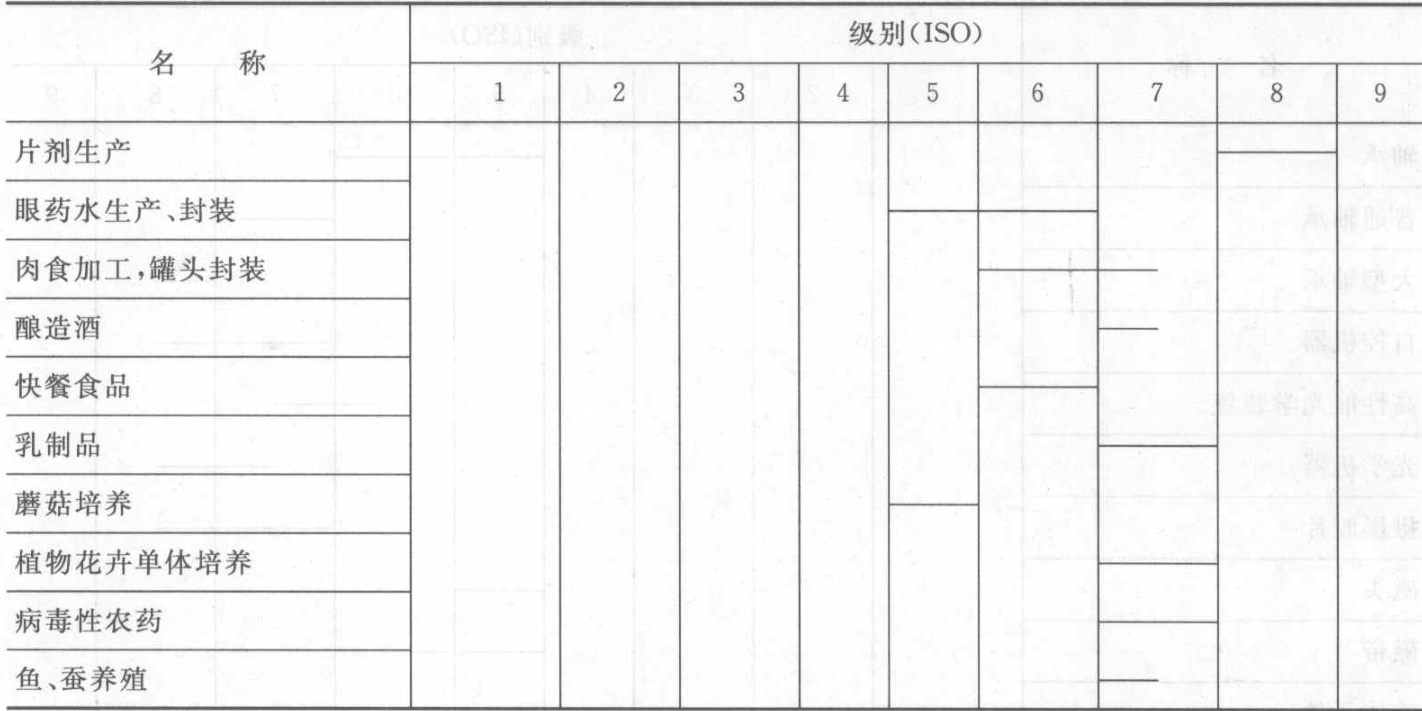 名 称
级别(ISO)
1 2 3 4 5 6 7 8 9
片剂生产
眼药水生产、封装
肉食加工,罐头封装
酿造酒
快餐食品
乳制品
蘑菇培养
植物花卉单体培养
病毒性农药
鱼、蚕养殖